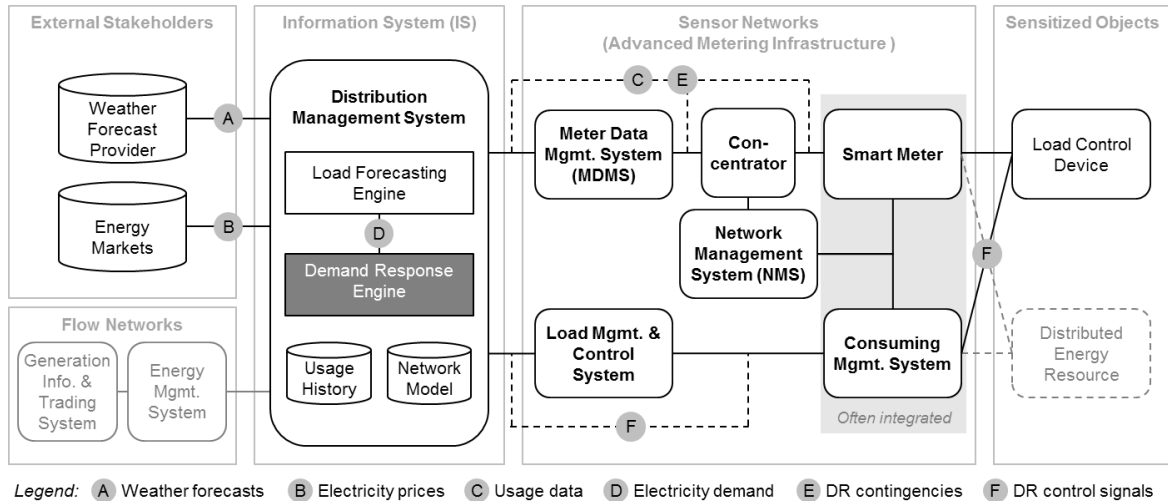 External Stakeholders
Weather
Forecast
Provider
A
Energy
Markets
B
Flow Networks
Generation
Info. &
Trading
System
Energy
Mgmt.
System
Information System (IS)
Distribution
Management System
Load Forecasting
Engine
D
Demand Response
Engine
Usage
History
Network
Model
Sensor Networks
(Advanced Metering Infrastructure )
C
E
Meter Data
Mgmt. System
(MDMS)
Con-
centrator
Smart Meter
Network
Management
System (NMS)
Load Mgmt. &
Control
System
Consuming
Mgmt. System
Often integrated
F
Sensitized Objects
Load Control
Device
F
Distributed
Energy
Resource
Legend: A Weather forecasts B Electricity prices C Usage data D Electricity demand E DR contingencies F DR control signals